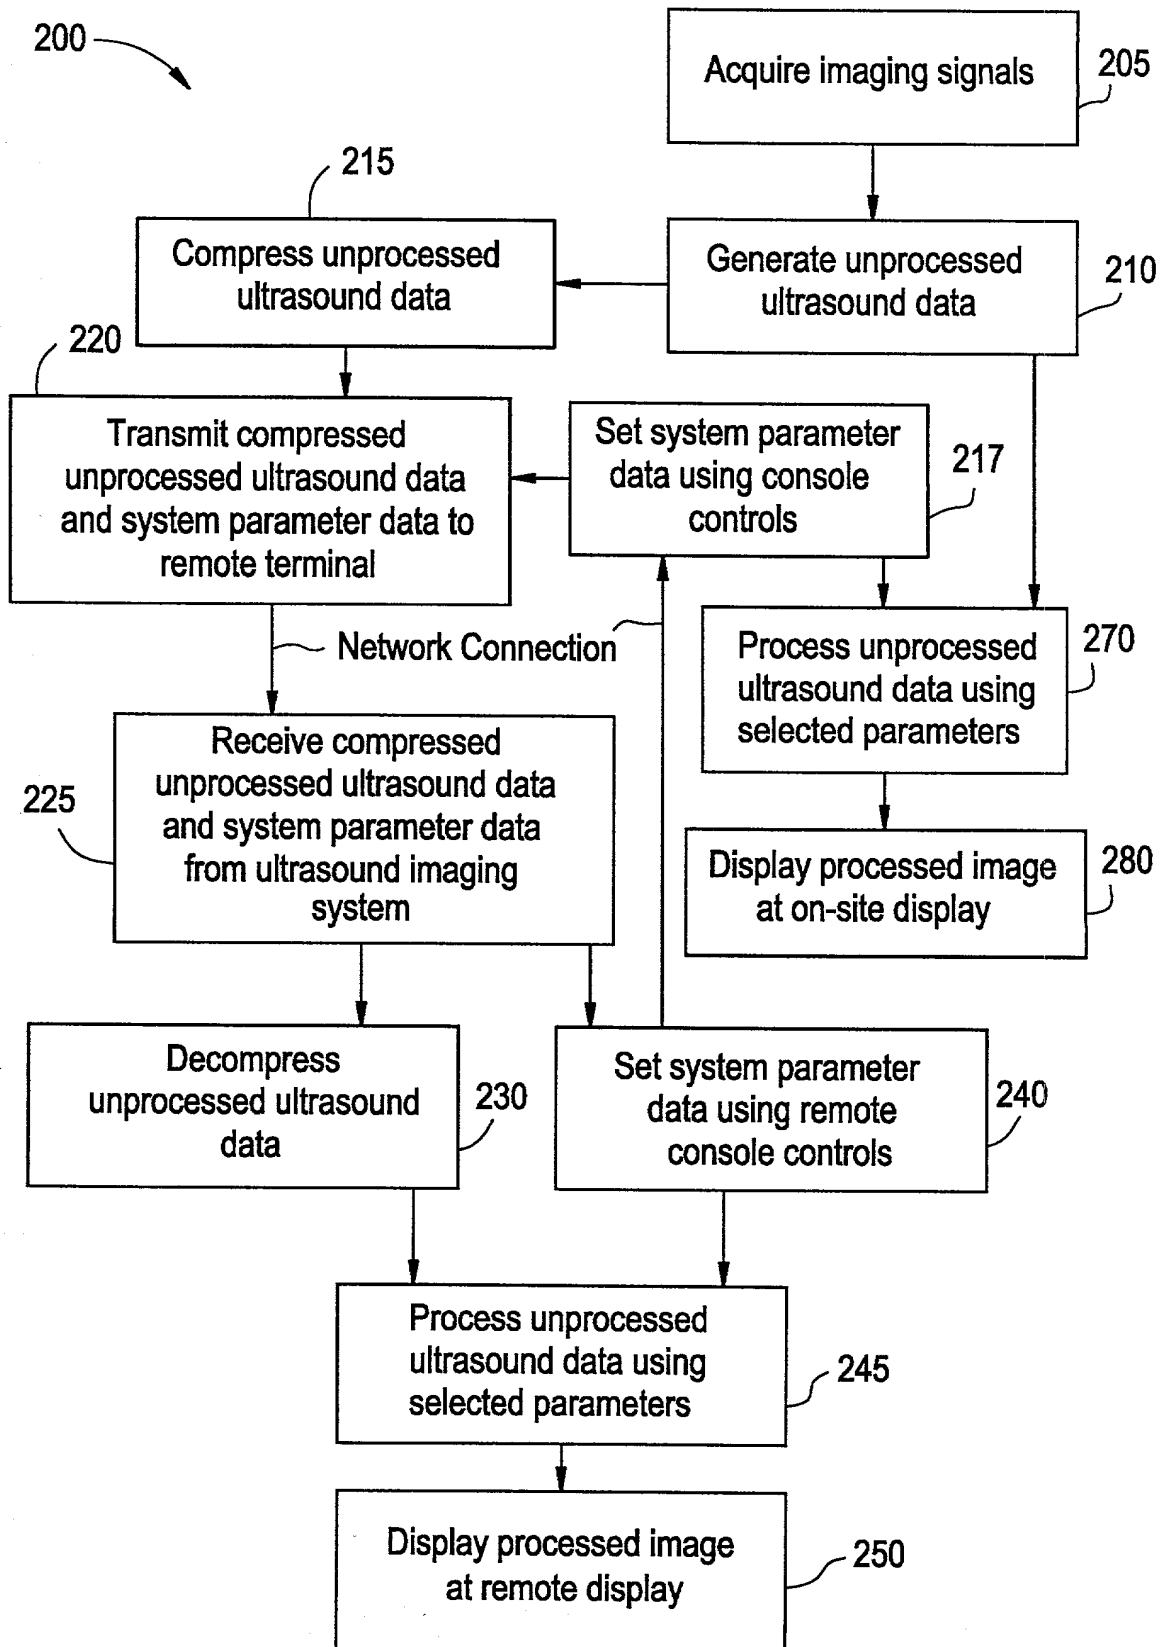 200
Acquire imaging signals
205
215
Compress unprocessed
ultrasound data
Generate unprocessed
ultrasound data
210
220
Transmit compressed
unprocessed ultrasound data
and system parameter data to
remote terminal
Set system parameter
data using console
controls
217
Network Connection
Process unprocessed
ultrasound data using
selected parameters
270
225
Receive compressed
unprocessed ultrasound data
and system parameter data
from ultrasound imaging
system
Display processed image
at on-site display
280
Decompress
unprocessed ultrasound
data
230
Set system parameter
data using remote
console controls
240
Process unprocessed
ultrasound data using
selected parameters
245
Display processed image
at remote display
250